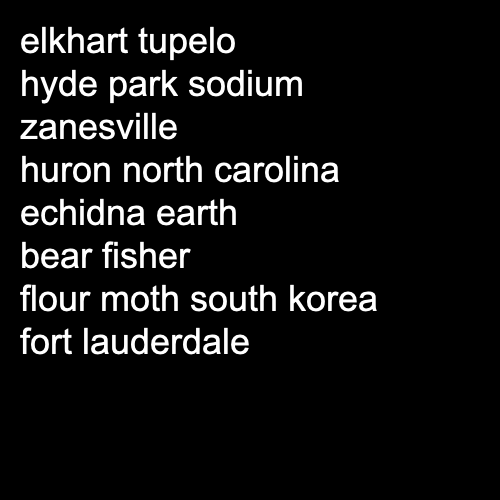 elkhart tupelo
hyde park sodium
zanesville
huron north carolina
echidna earth
bear fisher
flour moth south korea
fort lauderdale